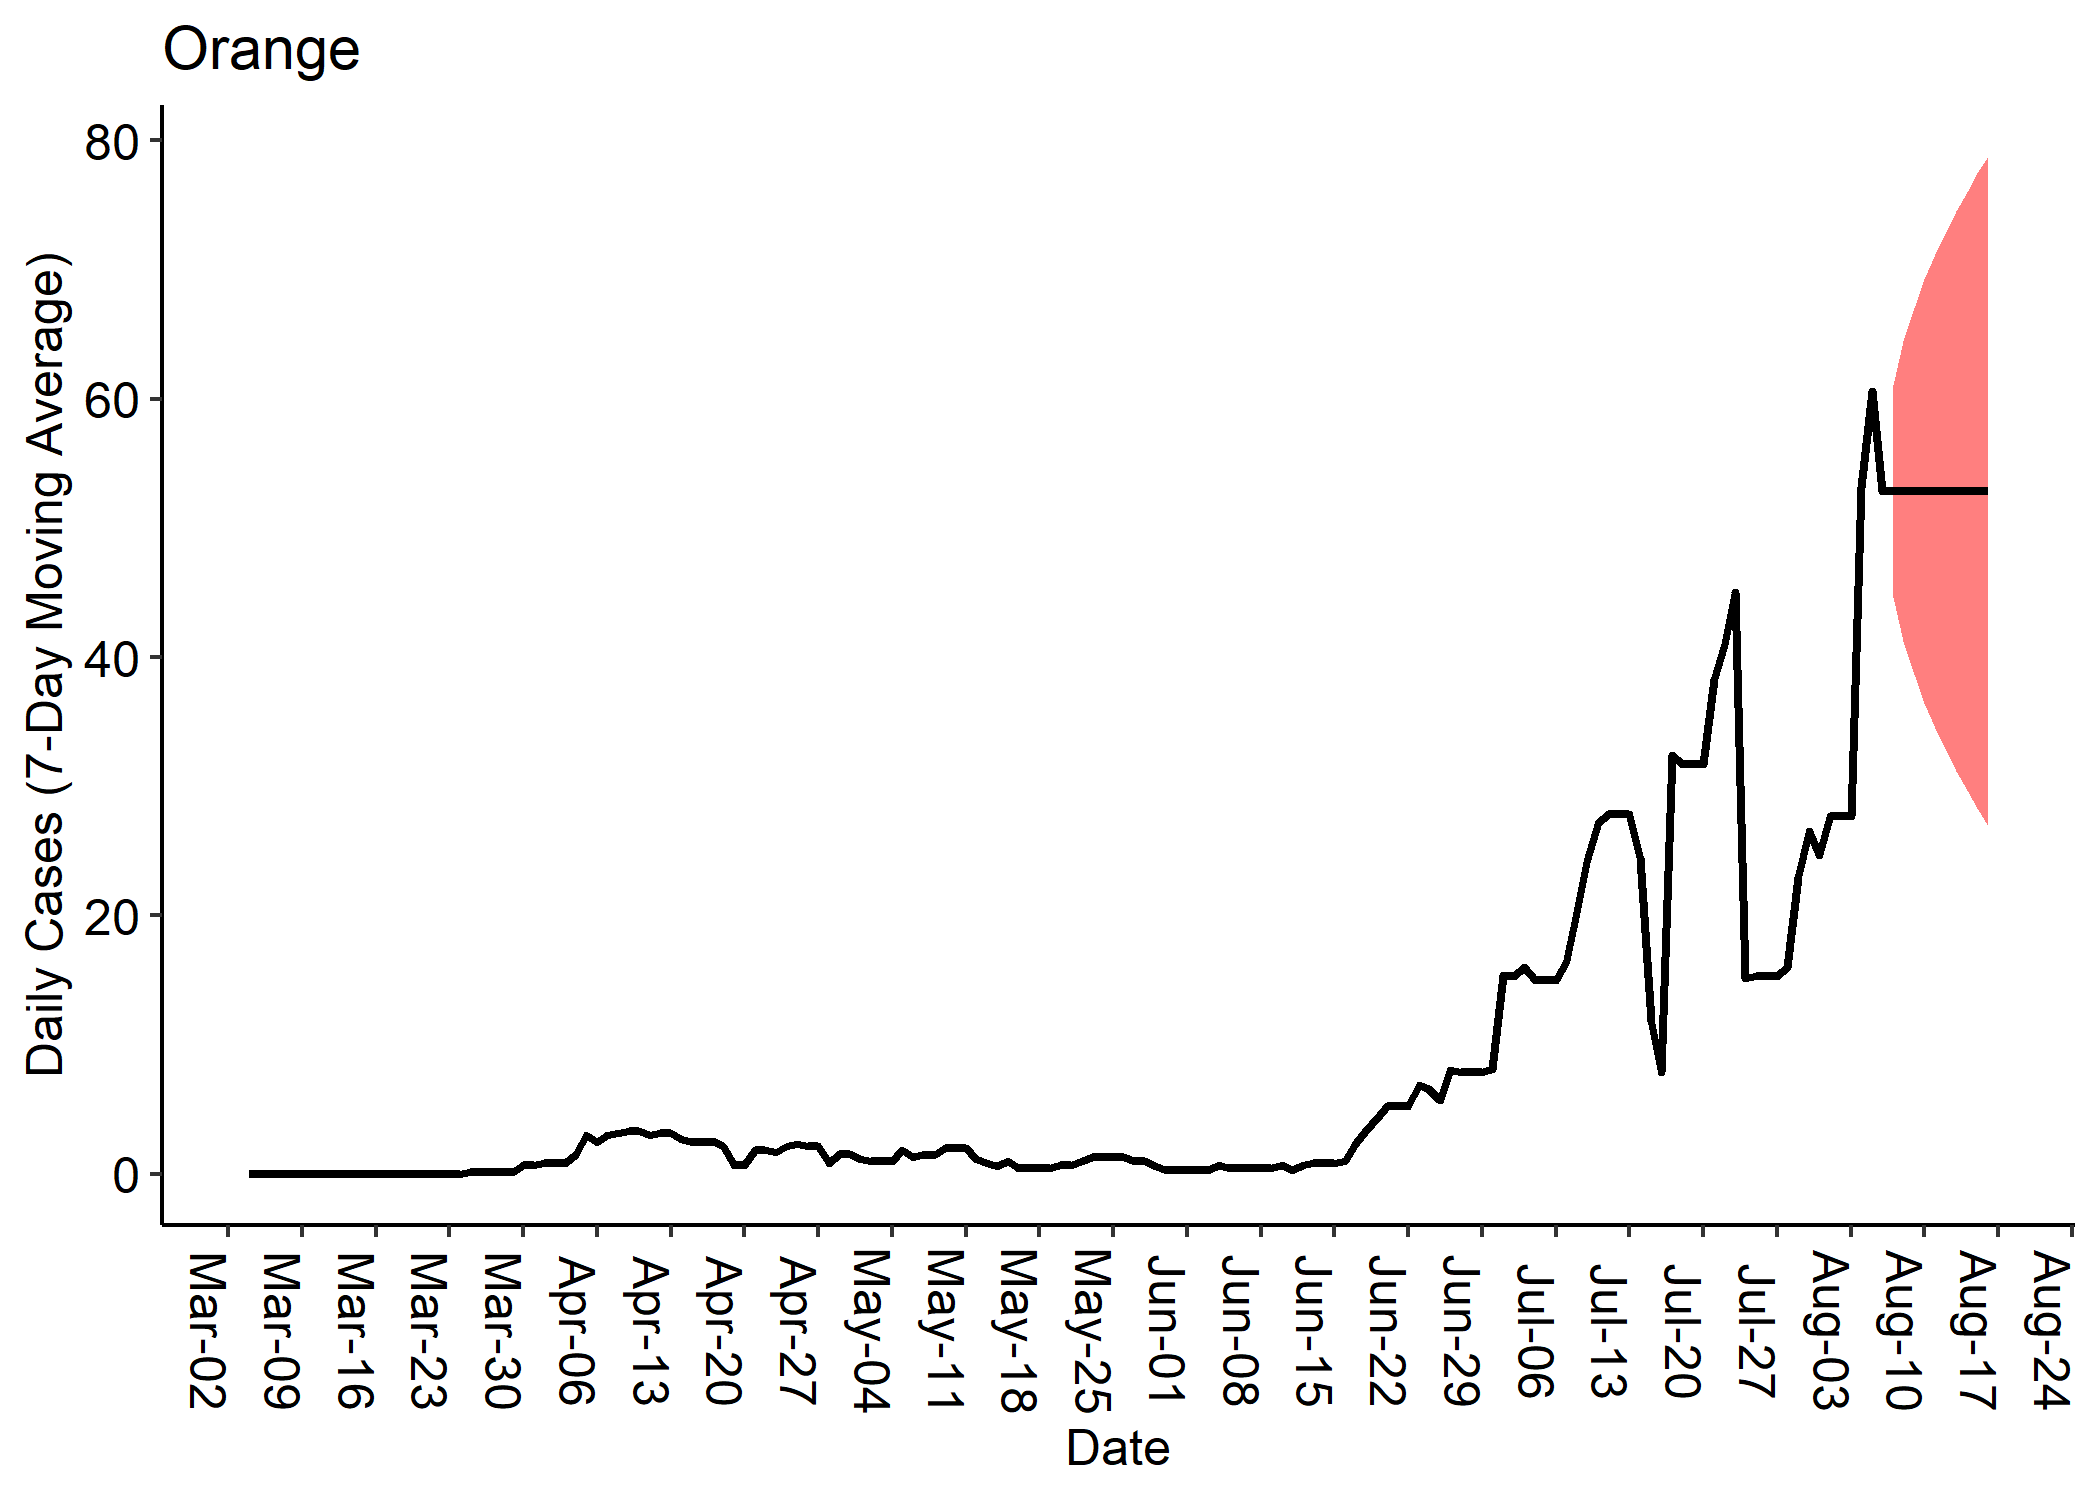 Orange
Daily Cases (7-Day Moving Average)
80
60
40
20
0
Mar-02
Mar-09
Mar-16
Mar-23
Mar-30
Apr-06
Apr-13
Apr-20
Apr-27
May-04
May-11
May-18
May-25
Jun-01
Jun-08
Jun-15
Jun-22
Jun-29
Jul-06
Jul-13
Jul-20
Jul-27
Aug-03
Aug-10
Aug-17
Aug-24
Date